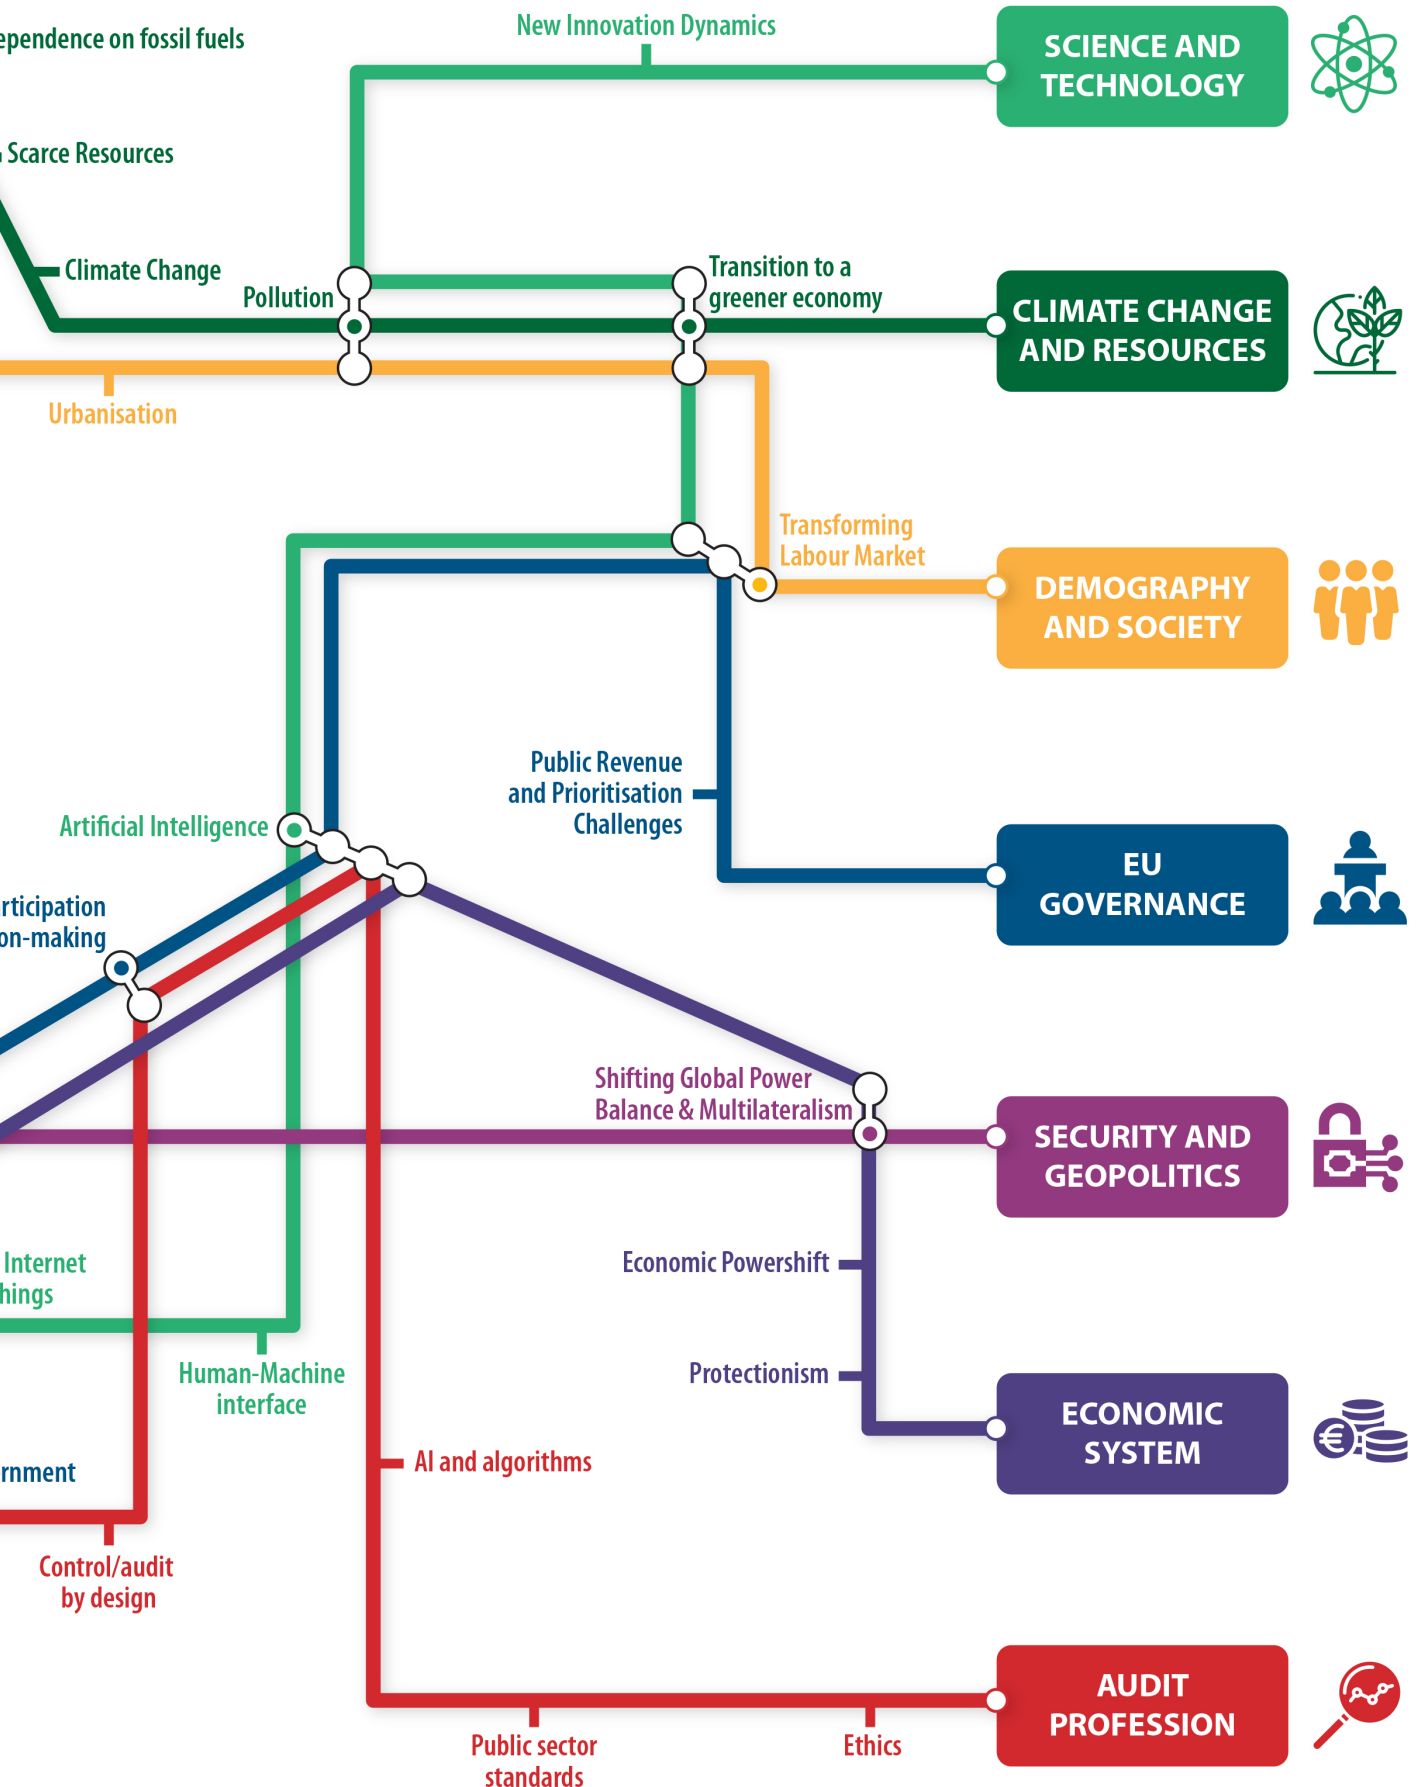 New Innovation Dynamics
ependence on fossil fuels
SCIENCE AND
TECHNOLOGY
Scarce Resources
Climate Change
Pollution
Transition to a
greener economy
CLIMATE CHANGE
AND RESOURCES
Urbanisation
Transforming
Labour Market
DEMOGRAPHY
AND SOCIETY
Public Revenue
and Prioritisation
Challenges
Artificial Intelligence
EU
GOVERNANCE
rticipation
on-making
Shifting Global Power
Balance & Multilateralism
SECURITY AND
GEOPOLITICS
Internet
hings
Economic Powershift
Human-Machine
interface
Protectionism
ECONOMIC
SYSTEM
€
AI and algorithms
rnment
Control/audit
by design
AUDIT
PROFESSION
Public sector
standards
Ethics